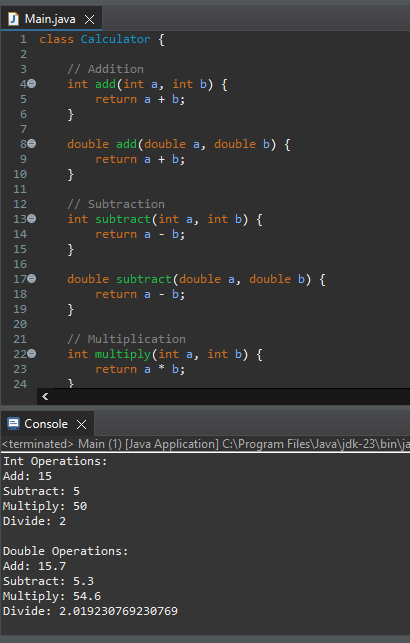 Main.java
1 class Calculator {
2
3 // Addition
4 int add(int a, int b) {
5 return a + b;
6 }
7
8 double add(double a, double b) {
9 return a + b;
10 }
11
12 // Subtraction
13 int subtract(int a, int b) {
14 return a - b;
15 }
16
17 double subtract(double a, double b) {
18 return a - b;
19 }
20
21 // Multiplication
22 int multiply(int a, int b) {
23 return a * b;
24 }
Console
<terminated> Main (1) [Java Application] C:\Program Files\Java\jdk-23\bin\ja
Int Operations:
Add: 15
Subtract: 5
Multiply: 50
Divide: 2

Double Operations:
Add: 15.7
Subtract: 5.3
Multiply: 54.6
Divide: 2.019230769230769